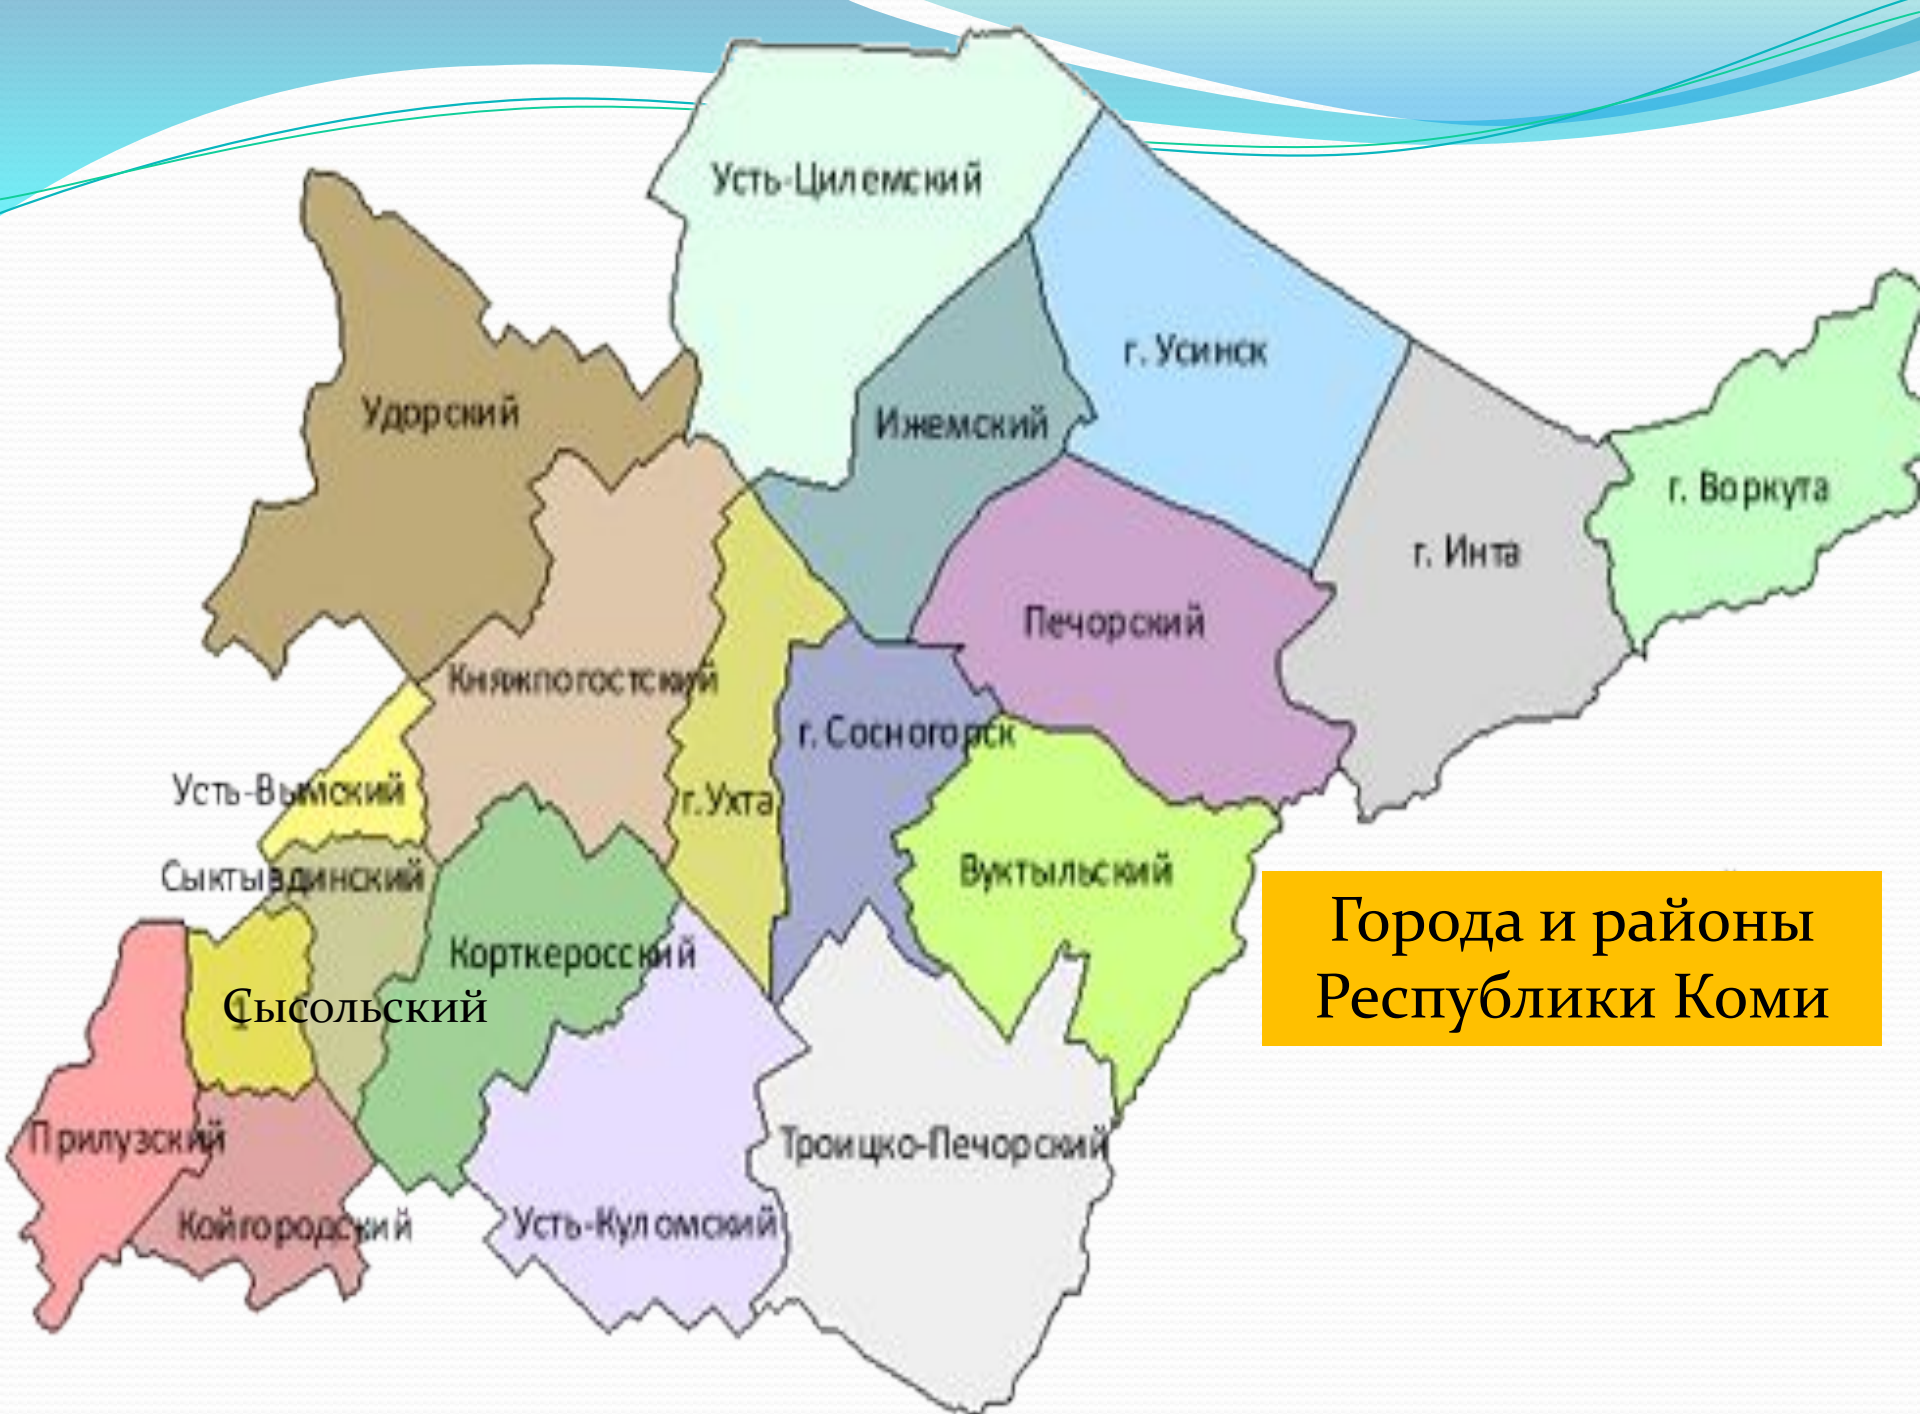 Усть-Цилемский
г. Усинск
Удорский
Ижемский
г. Воркута
г. Инта
Печорский
Княжпогостский
г. Сосногорск
Усть-Вымский
г.Ухта
Вуктыльский
Сыктывдинский
Города и районы
Республики Коми
Корткеросский
Сысольский
Прилузский
Троицко-Печорский
Койгородский
Усть-Куломский